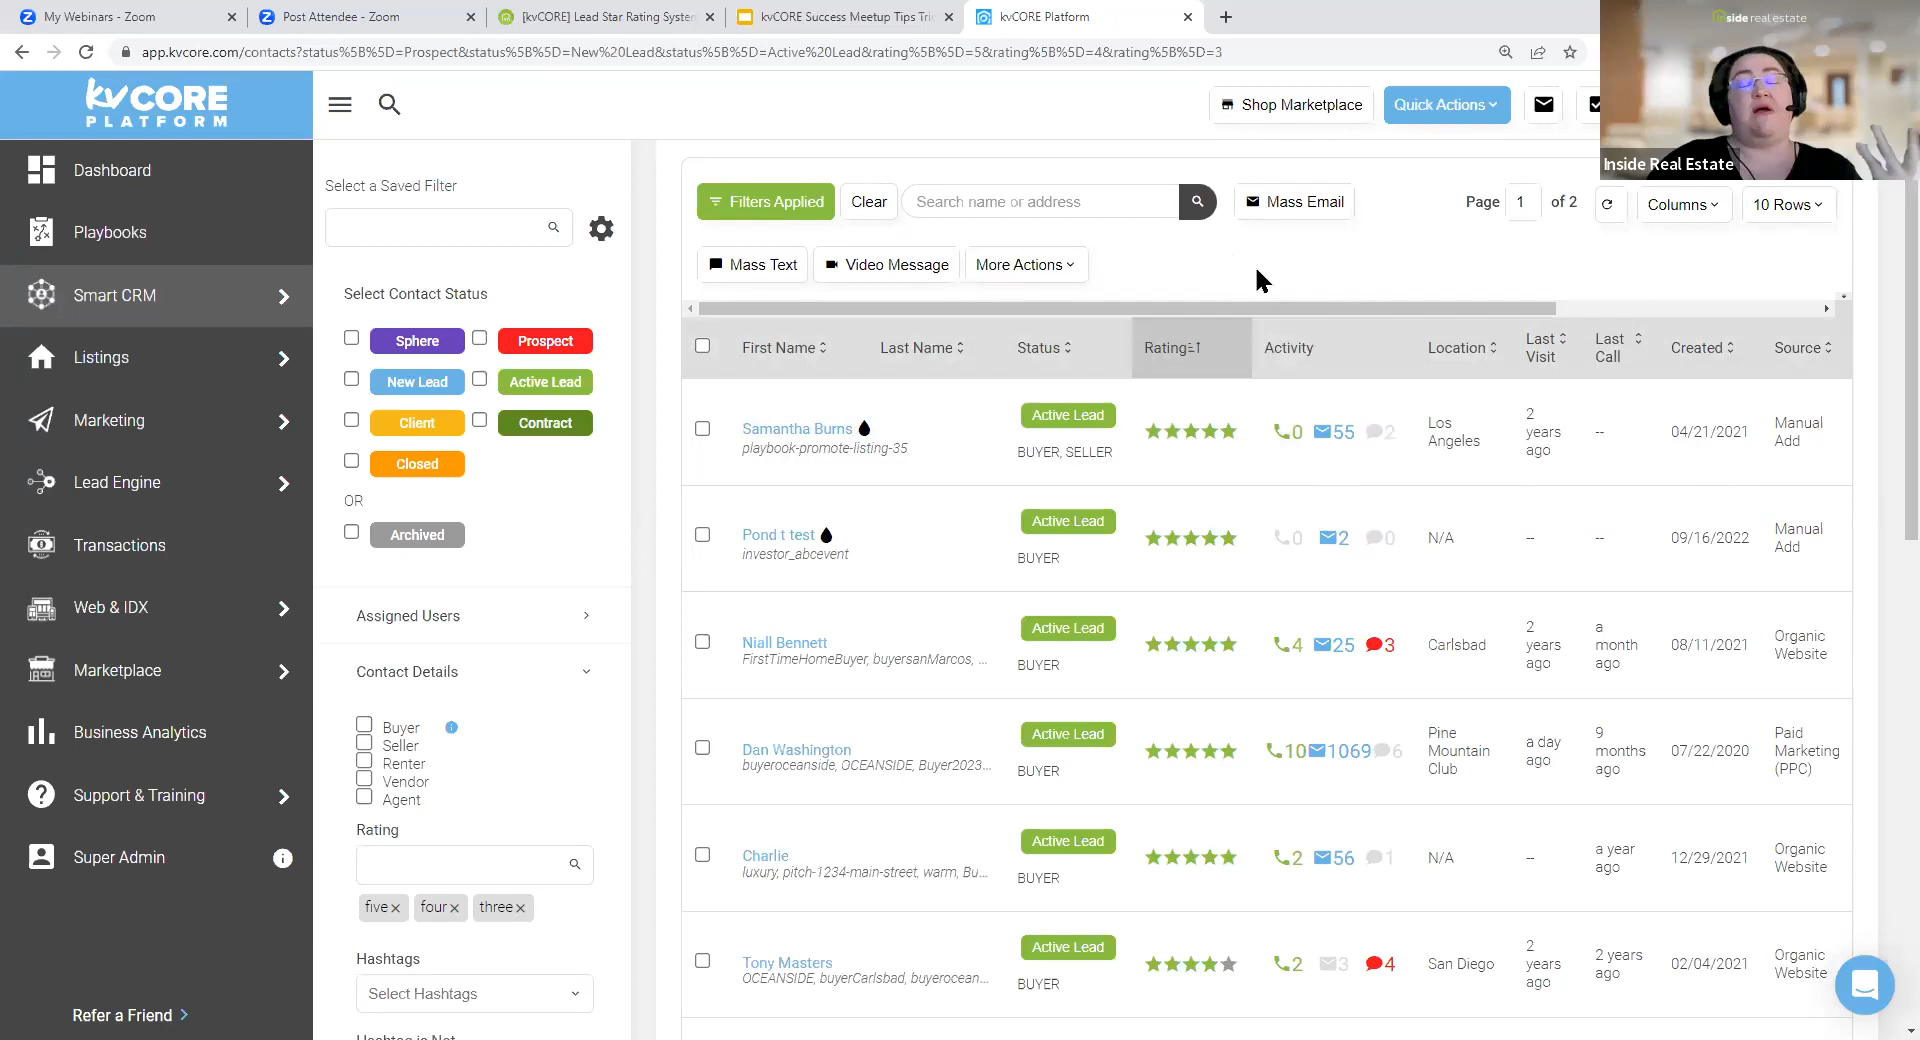 My Webinars - Zoom
Post Attendee - Zoom
[kvCORE] Lead Star Rating System
kvCORE Success Meetup Tips Tri
kvCORE Platform
app.kvcore.com/contacts?status%5B%5D=Prospect&status%5B%5D=New%20Lead&status%5B%5D=Active%20Lead&rating%5B%5D=5&rating%5B%5D=4&rating%5B%5D=3
inside real estate
Inside Real Estate
kvCORE
PLATFORM
Shop Marketplace
Quick Actions
Dashboard
Playbooks
Smart CRM
Listings
Marketing
Lead Engine
Transactions
Web & IDX
Marketplace
Business Analytics
Support & Training
Super Admin
Refer a Friend
Select a Saved Filter
Select Contact Status
Sphere
Prospect
New Lead
Active Lead
Client
Contract
Closed
OR
Archived
Assigned Users
Contact Details
Buyer
Seller
Renter
Vendor
Agent
Rating
five
four
three
Hashtags
Select Hashtags
Hashtag is Not
Filters Applied
Clear
Search name or address
Mass Email
Page 1 of 2
Columns
10 Rows
Mass Text
Video Message
More Actions
First Name Last Name Status Rating Activity Location Last Visit Last Call Created Source
Samantha Burns
playbook-promote-listing-35
Active Lead
BUYER, SELLER
0 55 2
Los
Angeles
2
years
ago
--
04/21/2021
Manual
Add
Pond t test
investor_abcevent
Active Lead
BUYER
0 2 0
N/A
--
--
09/16/2022
Manual
Add
Niall Bennett
FirstTimeHomeBuyer, buyersanMarcos, ...
Active Lead
BUYER
4 25 3
Carlsbad
2
years
ago
a
month
ago
08/11/2021
Organic
Website
Dan Washington
buyeroceanside, OCEANSIDE, Buyer2023...
Active Lead
BUYER
10 1069 6
Pine
Mountain
Club
a day
ago
9
months
ago
07/22/2020
Paid
Marketing
(PPC)
Charlie
luxury, pitch-1234-main-street, warm, Bu...
Active Lead
BUYER
2 56 1
N/A
--
a year
ago
12/29/2021
Organic
Website
Tony Masters
OCEANSIDE, buyerCarlsbad, buyerocean...
Active Lead
BUYER
2 3 4
San Diego
2
years
ago
2 years
ago
02/04/2021
Organic
Website